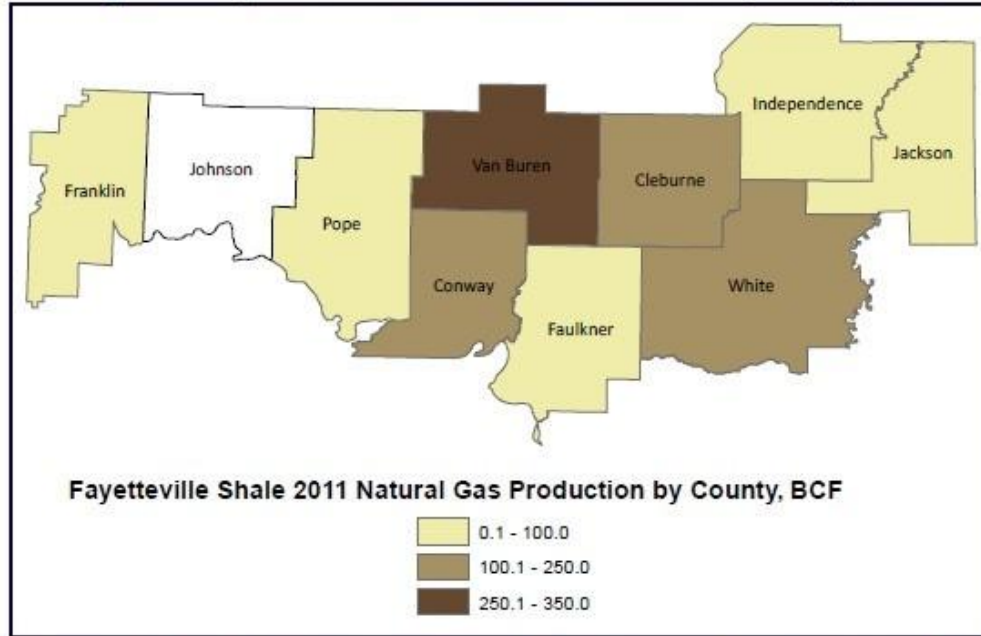 Independence
Jackson
Van Buren
Cleburne
Johnson
Franklin
Pope
Conway
White
Faulkner
Fayetteville Shale 2011 Natural Gas Production by County, BCF
0.1 - 100.0
100.1 - 250.0
250.1 - 350.0